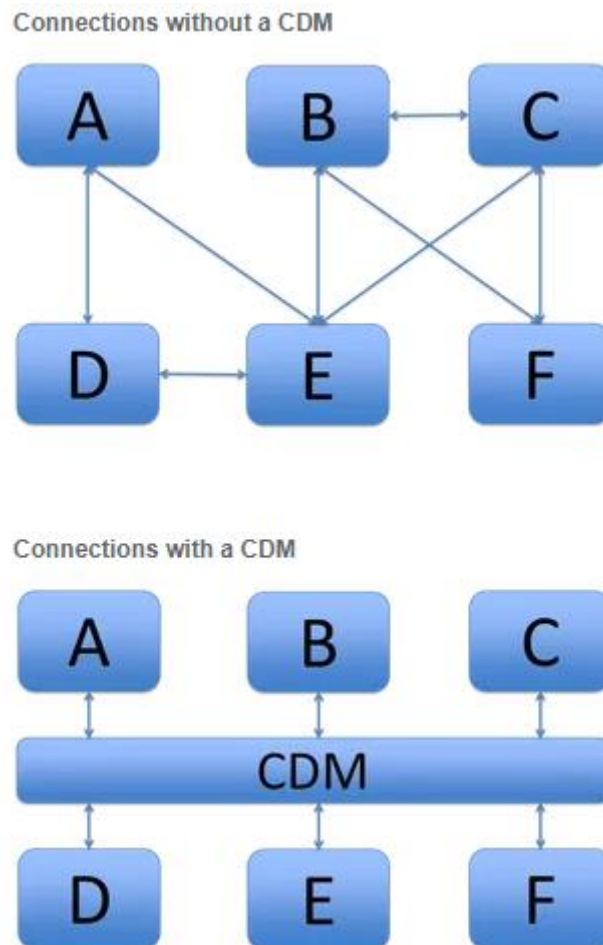 Connections without a CDM
A B C
D E F
Connections with a CDM
A B C
CDM
D E F